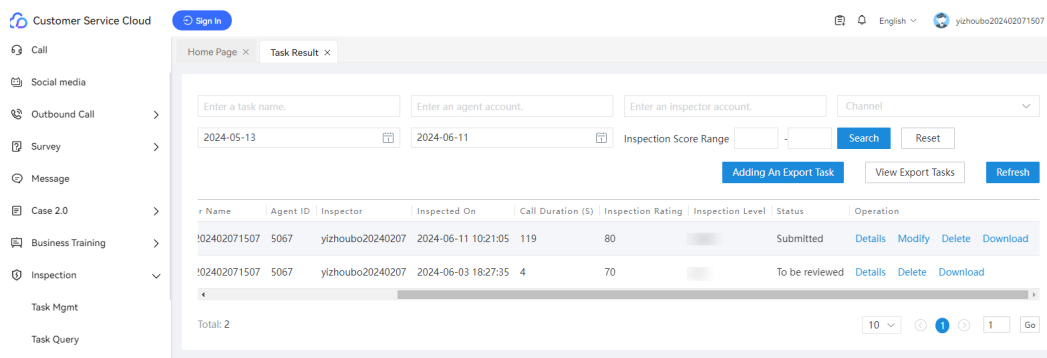 Customer Service Cloud
Sign In
English
yizhoubo202402071507
Call
Social media
Outbound Call
Survey
Message
Case 2.0
Business Training
Inspection
Task Mgmt
Task Query
Home Page ×
Task Result ×
Enter a task name.
Enter an agent account.
Enter an inspector account.
Channel
2024-05-13
2024-06-11
Inspection Score Range
-
Search
Reset
Adding An Export Task
View Export Tasks
Refresh
r Name Agent ID Inspector Inspected On Call Duration (S) Inspection Rating Inspection Level Status Operation
202402071507 5067 yizhoubo20240207 2024-06-11 10:21:05 119 80 Submitted Details Modify Delete Download
202402071507 5067 yizhoubo20240207 2024-06-03 18:27:35 4 70 To be reviewed Details Delete Download
Total: 2
10
1
1
Go